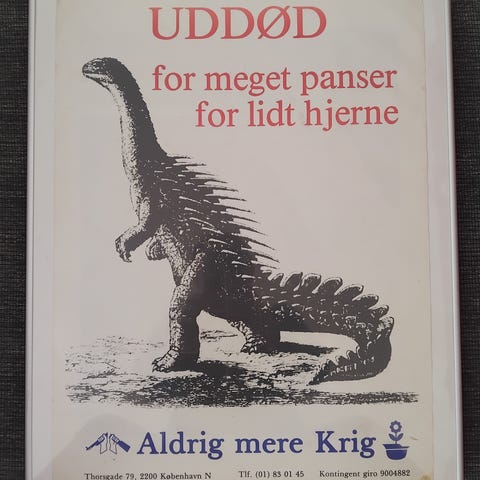 UDDØD
for meget panser
for lidt hjerne
Aldrig mere Krig
Thorsgade 79, 2200 København N Tlf. (01) 83 01 45 Kontingent giro 9004882